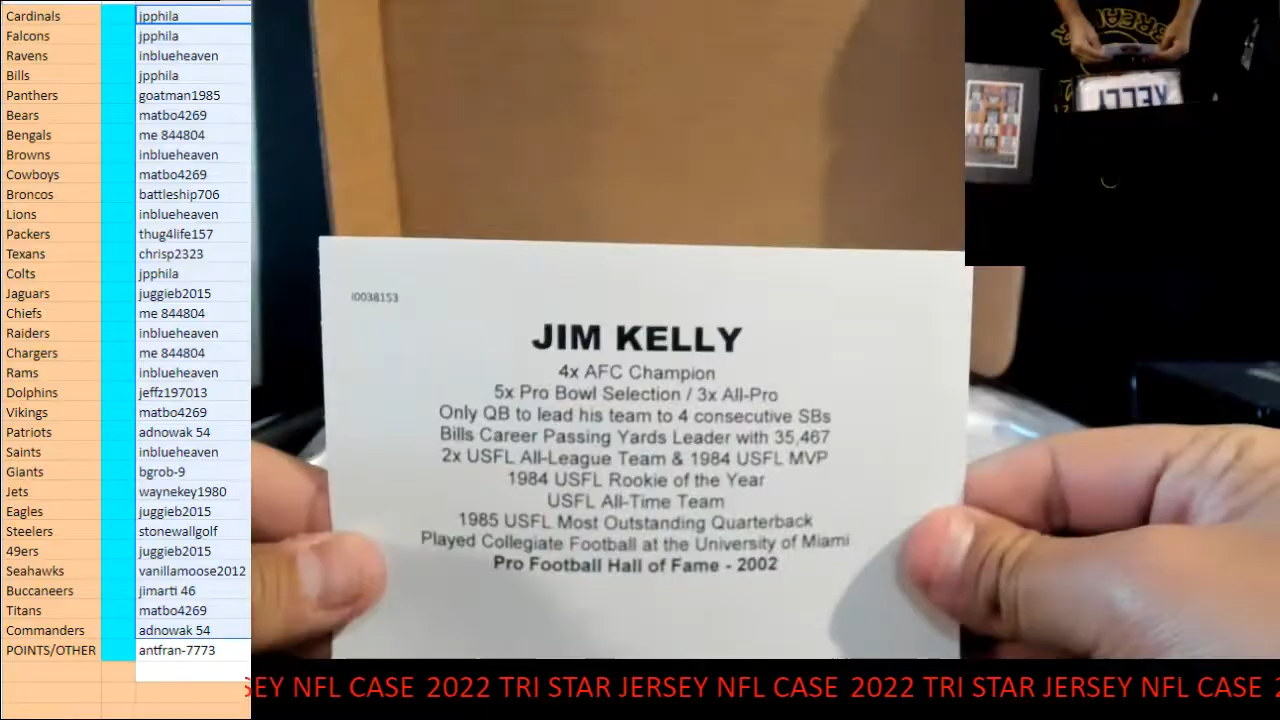 Cardinals jpphila
Falcons jpphila
Ravens inblueheaven
Bills jpphila
Panthers goatman1985
Bears matbo4269
Bengals me 844804
Browns inblueheaven
Cowboys matbo4269
Broncos battleship706
Lions inblueheaven
Packers thug4life157
Texans chrisp2323
Colts jpphila
Jaguars juggieb2015
Chiefs me 844804
Raiders inblueheaven
Chargers me 844804
Rams inblueheaven
Dolphins jeffz197013
Vikings matbo4269
Patriots adnowak 54
Saints inblueheaven
Giants bgrob-9
Jets waynekey1980
Eagles juggieb2015
Steelers stonewallgolf
49ers juggieb2015
Seahawks vanillamoose2012
Buccaneers jimarti 46
Titans matbo4269
Commanders adnowak 54
POINTS/OTHER antfran-7773
I0038153
JIM KELLY
4x AFC Champion
5x Pro Bowl Selection / 3x All-Pro
Only QB to lead his team to 4 consecutive SBs
Bills Career Passing Yards Leader with 35,467
2x USFL All-League Team & 1984 USFL MVP
1984 USFL Rookie of the Year
USFL All-Time Team
1985 USFL Most Outstanding Quarterback
Played Collegiate Football at the University of Miami
Pro Football Hall of Fame - 2002
KELLY
SEY NFL CASE 2022 TRI STAR JERSEY NFL CASE 2022 TRI STAR JERSEY NFL CASE